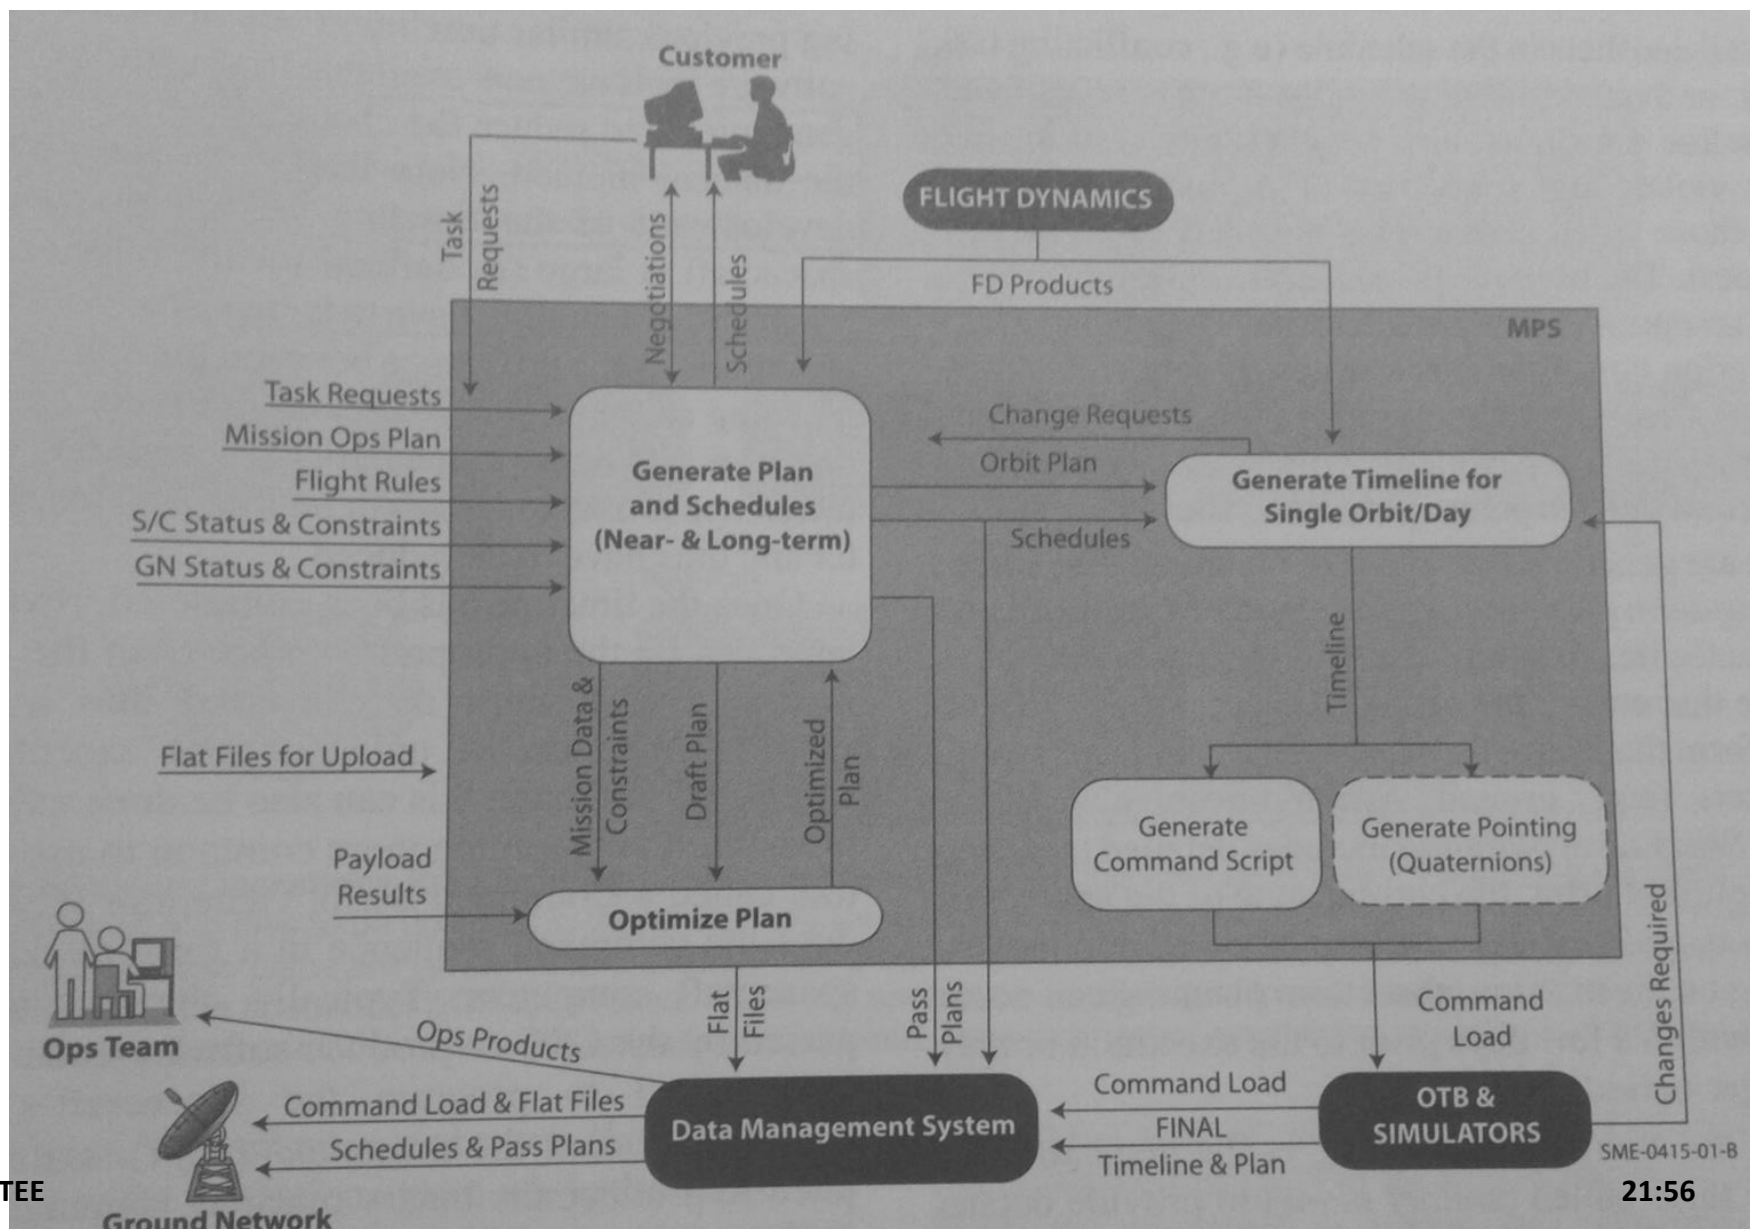 Customer
Task
Requests
Negotiations
Schedules
FLIGHT DYNAMICS
FD Products
MPS
Task Requests
Mission Ops Plan
Flight Rules
S/C Status & Constraints
GN Status & Constraints
Generate Plan
and Schedules
(Near- & Long-term)
Change Requests
Orbit Plan
Schedules
Generate Timeline for
Single Orbit/Day
Timeline
Flat Files for Upload
Mission Data &
Constraints
Draft Plan
Optimized
Plan
Generate
Command Script
Generate Pointing
(Quaternions)
Payload
Results
Optimize Plan
Changes Required
Ops Team
Ops Products
Flat
Files
Pass
Plans
Command
Load
Command Load & Flat Files
Schedules & Pass Plans
Data Management System
Command Load
FINAL
Timeline & Plan
OTB &
SIMULATORS
SME-0415-01-B
TEE
21:56
Ground Network